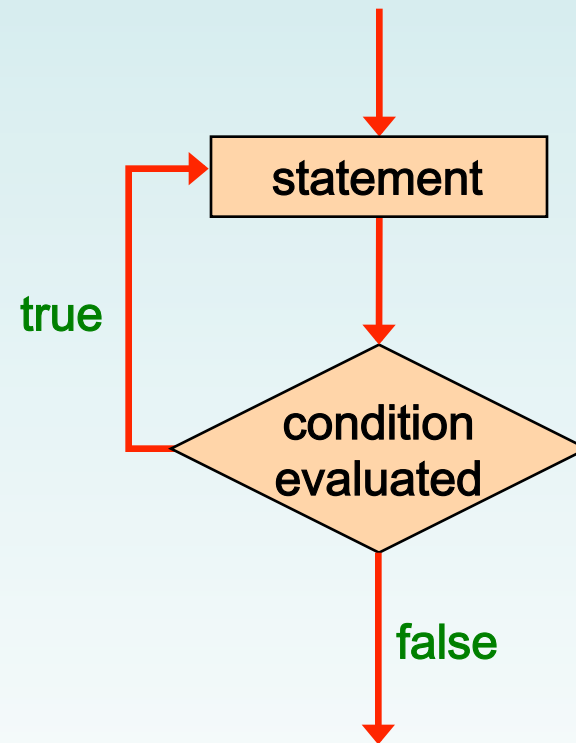 statement
true
condition
evaluated
false